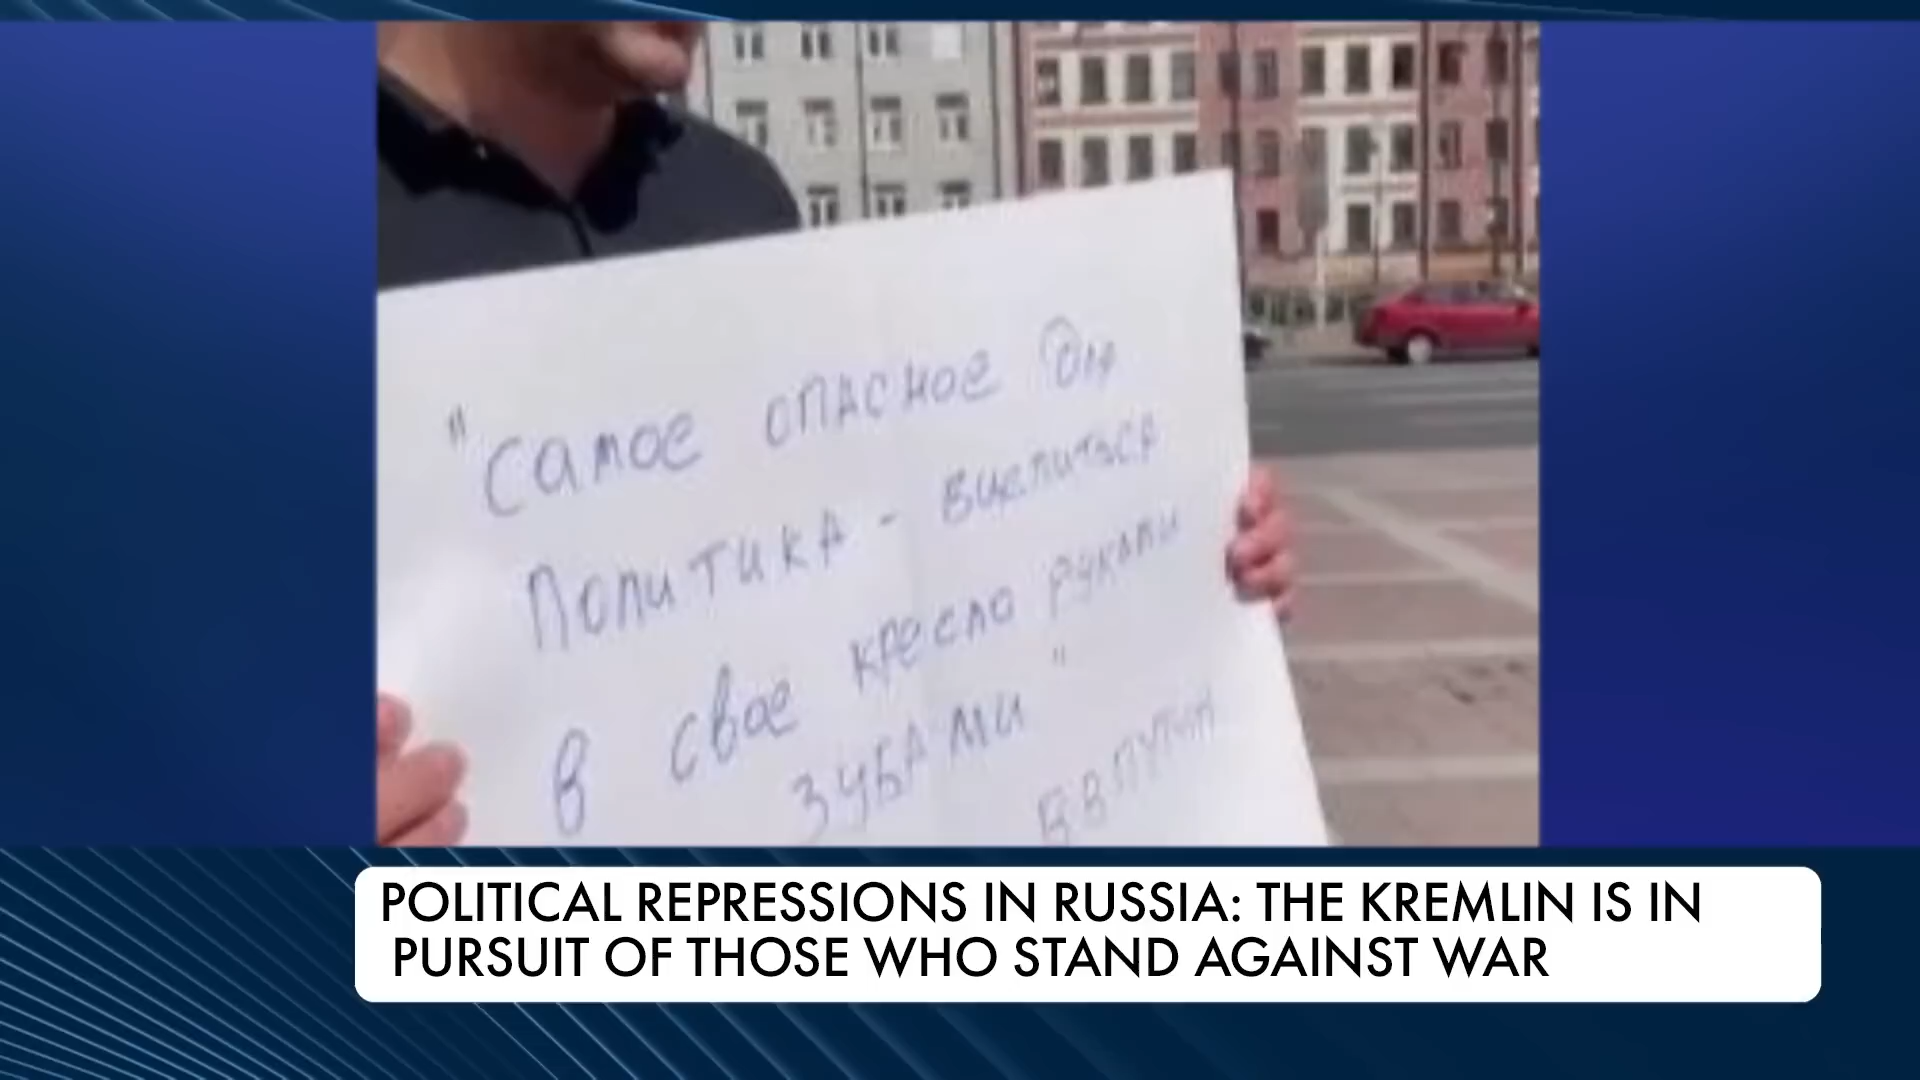 "Самое опасное для
политика - вцепиться
в свое кресло руками
зубами"
В В Путин
POLITICAL REPRESSIONS IN RUSSIA: THE KREMLIN IS IN
PURSUIT OF THOSE WHO STAND AGAINST WAR